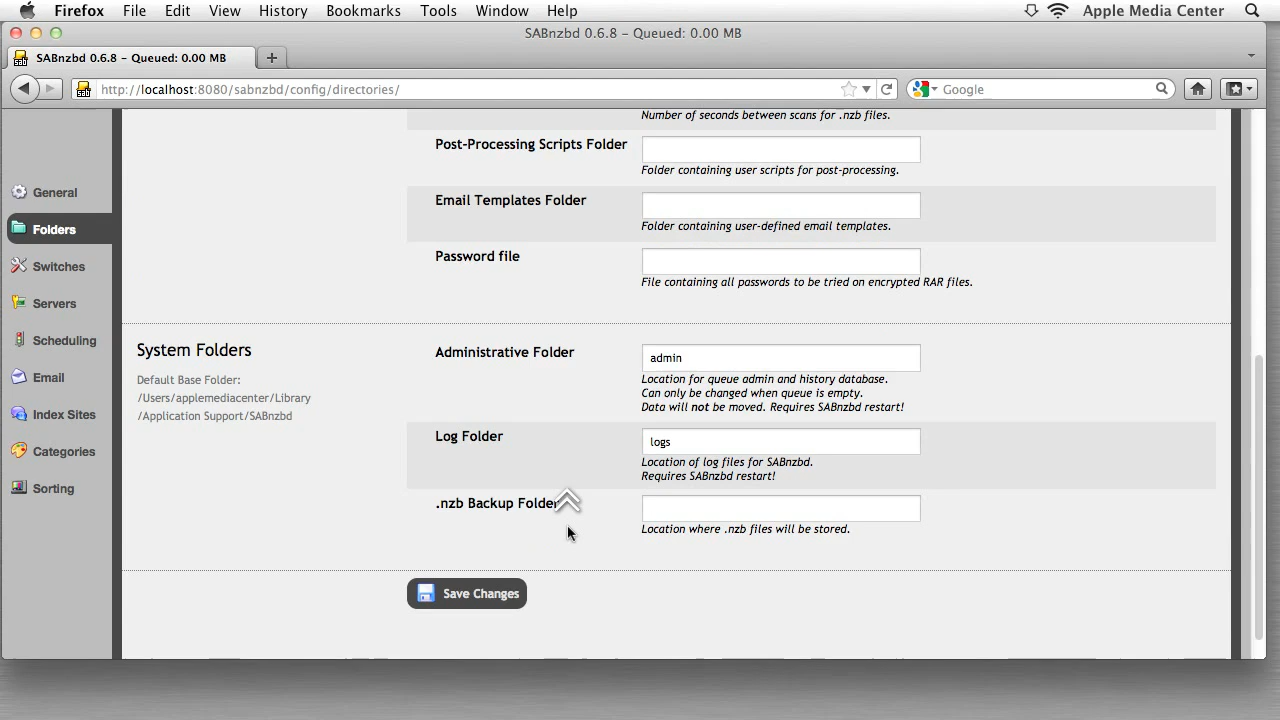 Firefox File Edit View History Bookmarks Tools Window Help Apple Media Center
SABnzbd 0.6.8 – Queued: 0.00 MB
SABnzbd 0.6.8 – Queued: 0.00 MB
http://localhost:8080/sabnzbd/config/directories/ Google
General
Folders
Switches
Servers
Scheduling
Email
Index Sites
Categories
Sorting
Number of seconds between scans for .nzb files.
Post-Processing Scripts Folder
Folder containing user scripts for post-processing.
Email Templates Folder
Folder containing user-defined email templates.
Password file
File containing all passwords to be tried on encrypted RAR files.
System Folders
Default Base Folder:
/Users/applemediacenter/Library
/Application Support/SABnzbd
Administrative Folder
admin
Location for queue admin and history database.
Can only be changed when queue is empty.
Data will not be moved. Requires SABnzbd restart!
Log Folder
logs
Location of log files for SABnzbd.
Requires SABnzbd restart!
.nzb Backup Folder
Location where .nzb files will be stored.
Save Changes